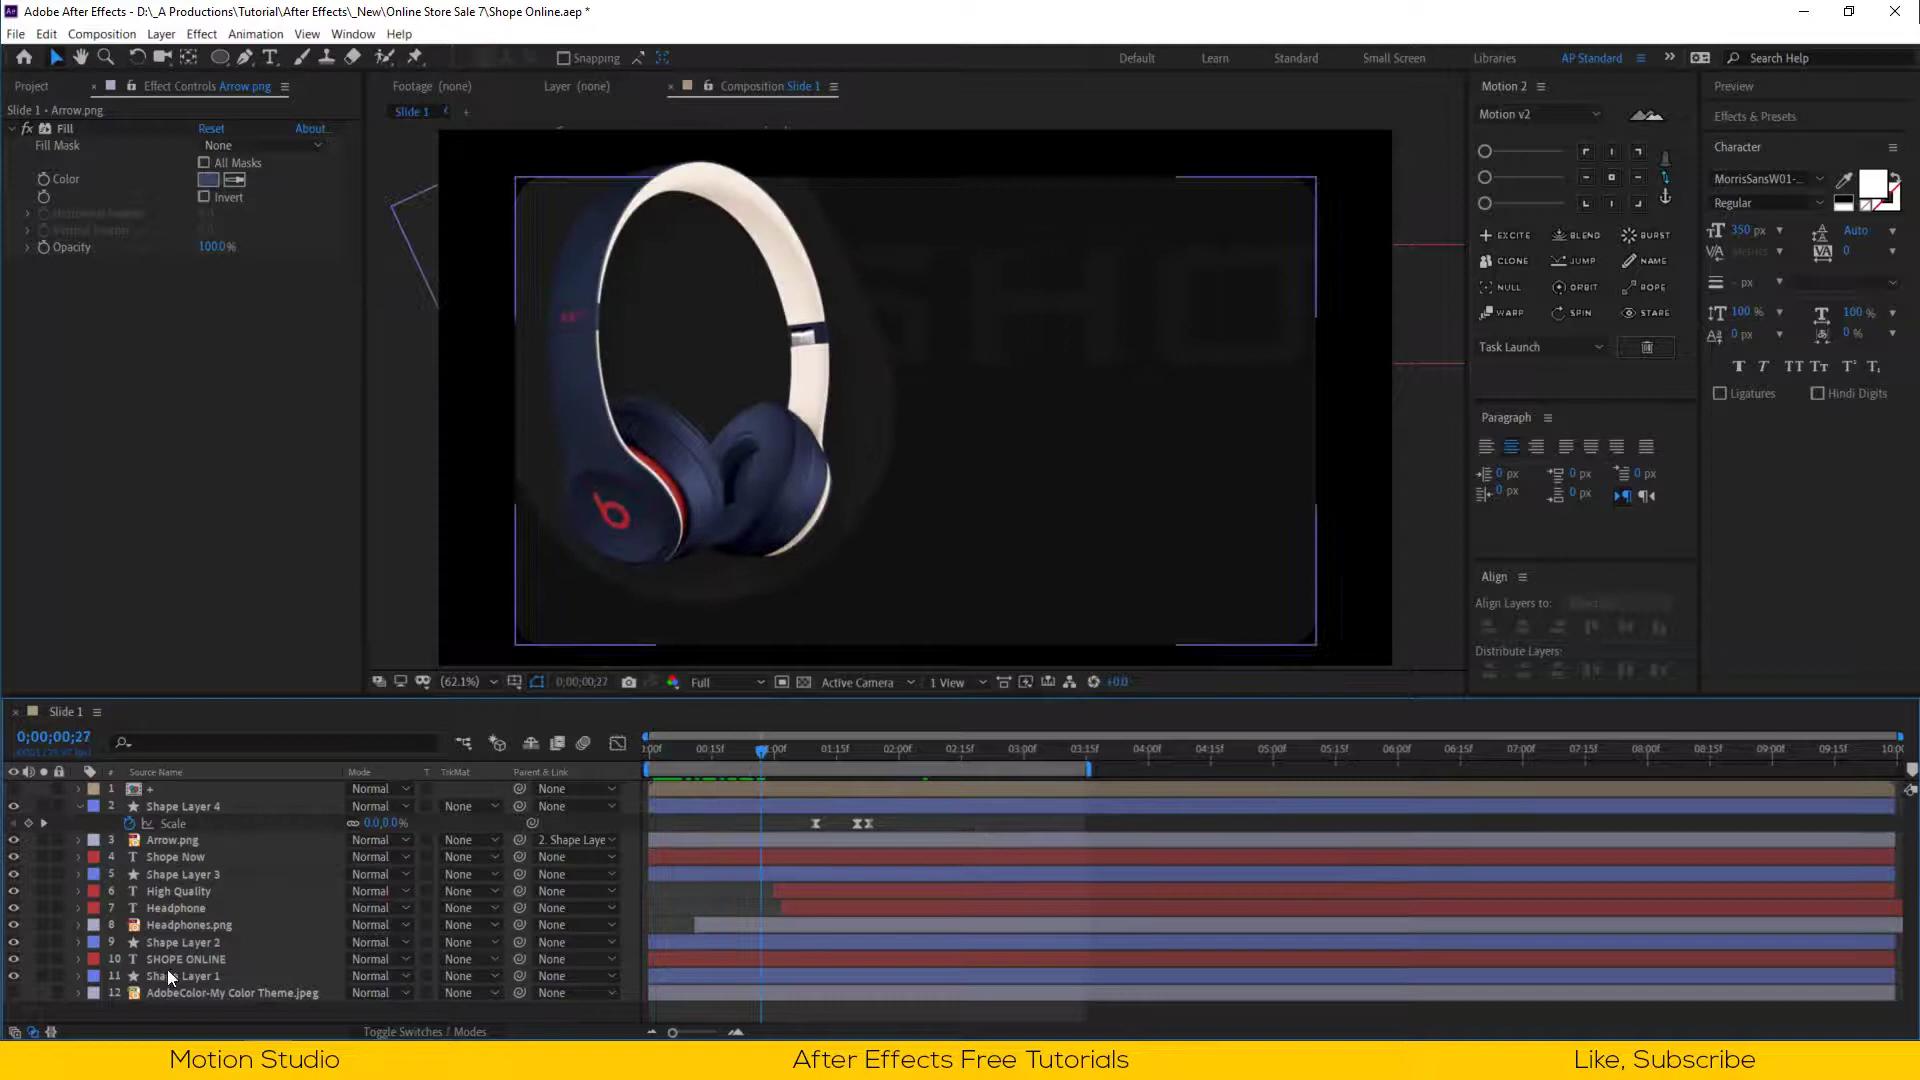 Adobe After Effects - D:\_A Productions\Tutorial\After Effects\_New\Online Store Sale 7\Shope Online.aep *
File Edit Composition Layer Effect Animation View Window Help
Snapping Default Learn Standard Small Screen Libraries AP Standard Search Help
Project Effect Controls Arrow.png Footage (none) Layer (none) Composition Slide 1 Motion 2 Preview
Slide 1 • Arrow.png Slide 1 Motion v2 Effects & Presets
fx Fill Reset About...
Fill Mask None
All Masks
Color
Invert
Opacity 100.0%
SHO
EXCITE BLEND BURST
CLONE JUMP NAME
NULL ORBIT ROPE
WARP SPIN STARE
Task Launch
Character
MorrisSansW01-...
Regular
350 px Auto
Metrics 0
- px
100 % 100 %
0 px 0 %
T T TT Tt T' T,
Ligatures Hindi Digits
Paragraph
0 px 0 px 0 px
0 px 0 px
Align
Align Layers to:
Distribute Layers:
(62.1%) 0;00;00;27 Full Active Camera 1 View +0.0
Slide 1
0;00;00;27
:00f 00:15f 01:00f 01:15f 02:00f 02:15f 03:00f 03:15f 04:00f 04:15f 05:00f 05:15f 06:00f 06:15f 07:00f 07:15f 08:00f 08:15f 09:00f 09:15f 10:00
# Source Name Mode T TrkMat Parent & Link
1 + Normal None
2 Shape Layer 4 Normal None None
Scale 0.0,0.0%
3 Arrow.png Normal None 2. Shape Laye
4 Shope Now Normal None None
5 Shape Layer 3 Normal None None
6 High Quality Normal None None
7 Headphone Normal None None
8 Headphones.png Normal None None
9 Shape Layer 2 Normal None None
10 SHOPE ONLINE Normal None None
11 Shape Layer 1 Normal None None
12 AdobeColor-My Color Theme.jpeg Normal None None
Toggle Switches / Modes
Motion Studio After Effects Free Tutorials Like, Subscribe